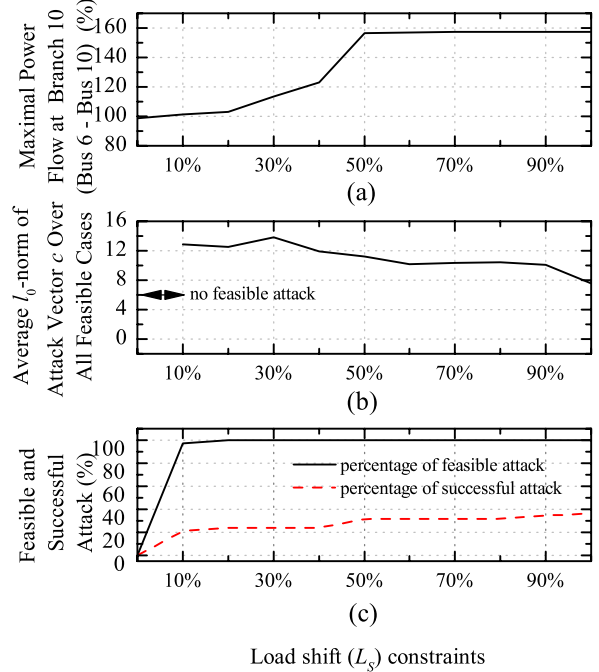 Maximal Power
Flow at Branch 10
(Bus 6 - Bus 10) (%)
160
140
120
100
80
10%
30%
50%
70%
90%
(a)
Average l0-norm of
Attack Vector c Over
All Feasible Cases
16
12
8
4
0
no feasible attack
10%
30%
50%
70%
90%
(b)
Feasible and
Successful
Attack (%)
100
80
60
40
20
0
percentage of feasible attack
percentage of successful attack
10%
30%
50%
70%
90%
(c)
Load shift (LS) constraints